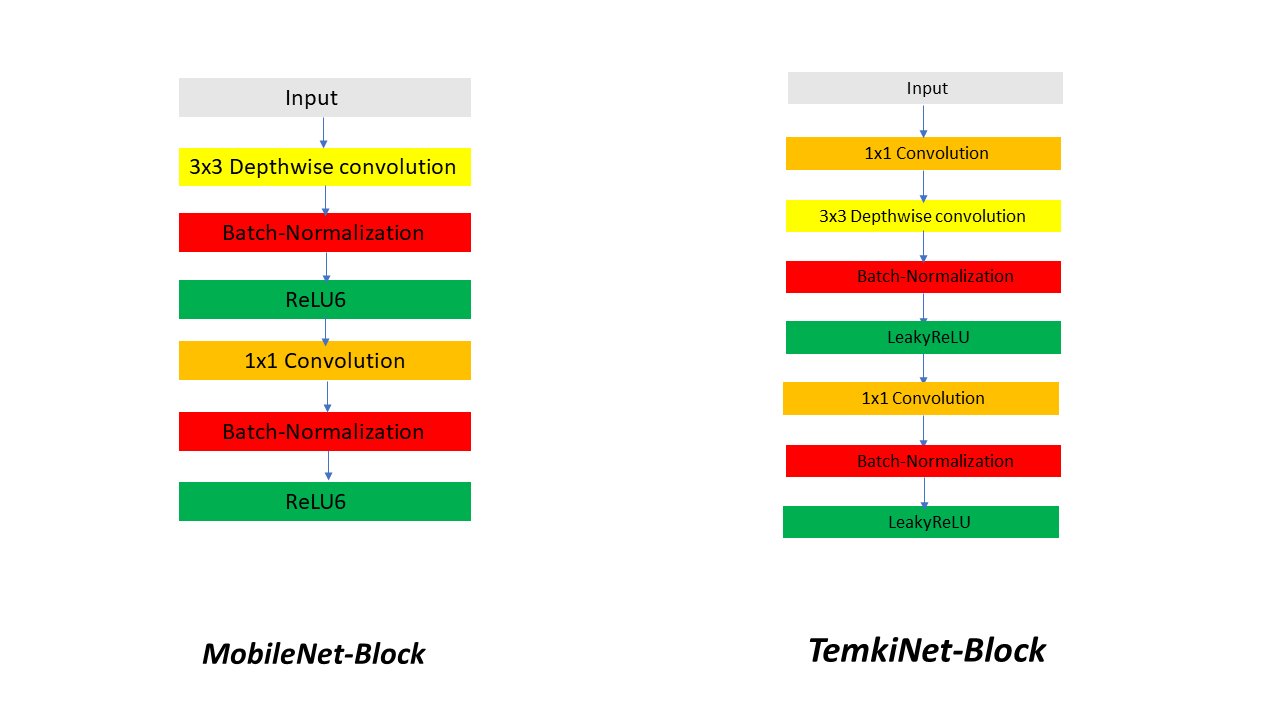 Input
3x3 Depthwise convolution
Batch-Normalization
ReLU6
1x1 Convolution
Batch-Normalization
ReLU6
MobileNet-Block
Input
1x1 Convolution
3x3 Depthwise convolution
Batch-Normalization
LeakyReLU
1x1 Convolution
Batch-Normalization
LeakyReLU
TemkiNet-Block